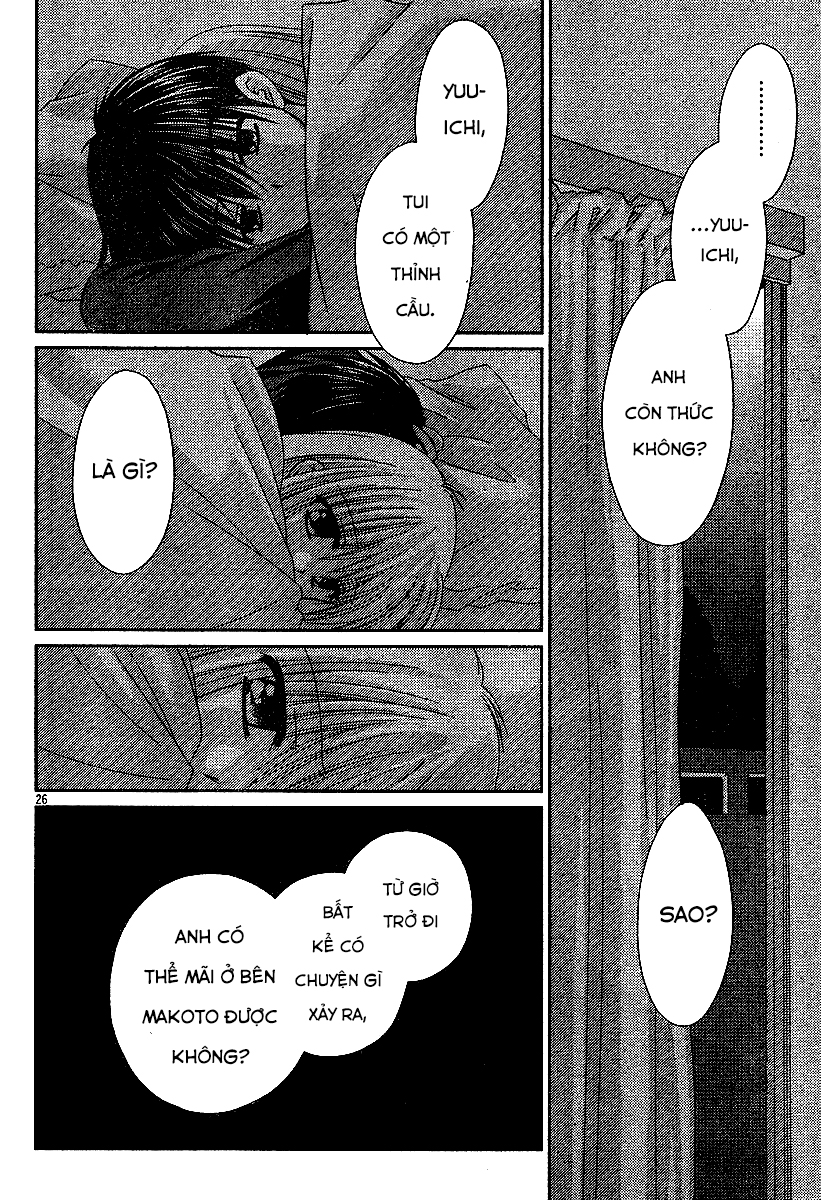 .........
...YUU-
ICHI,
ANH
CÒN THỨC
KHÔNG?
SAO?
YUU-
ICHI,
TUI
CÓ MỘT
THỈNH
CẦU.
LÀ GÌ?
TỪ GIỜ
TRỞ ĐI
BẤT
KỂ CÓ
CHUYỆN GÌ
XẢY RA,
ANH CÓ
THỂ MÃI Ở BÊN
MAKOTO ĐƯỢC
KHÔNG?
26